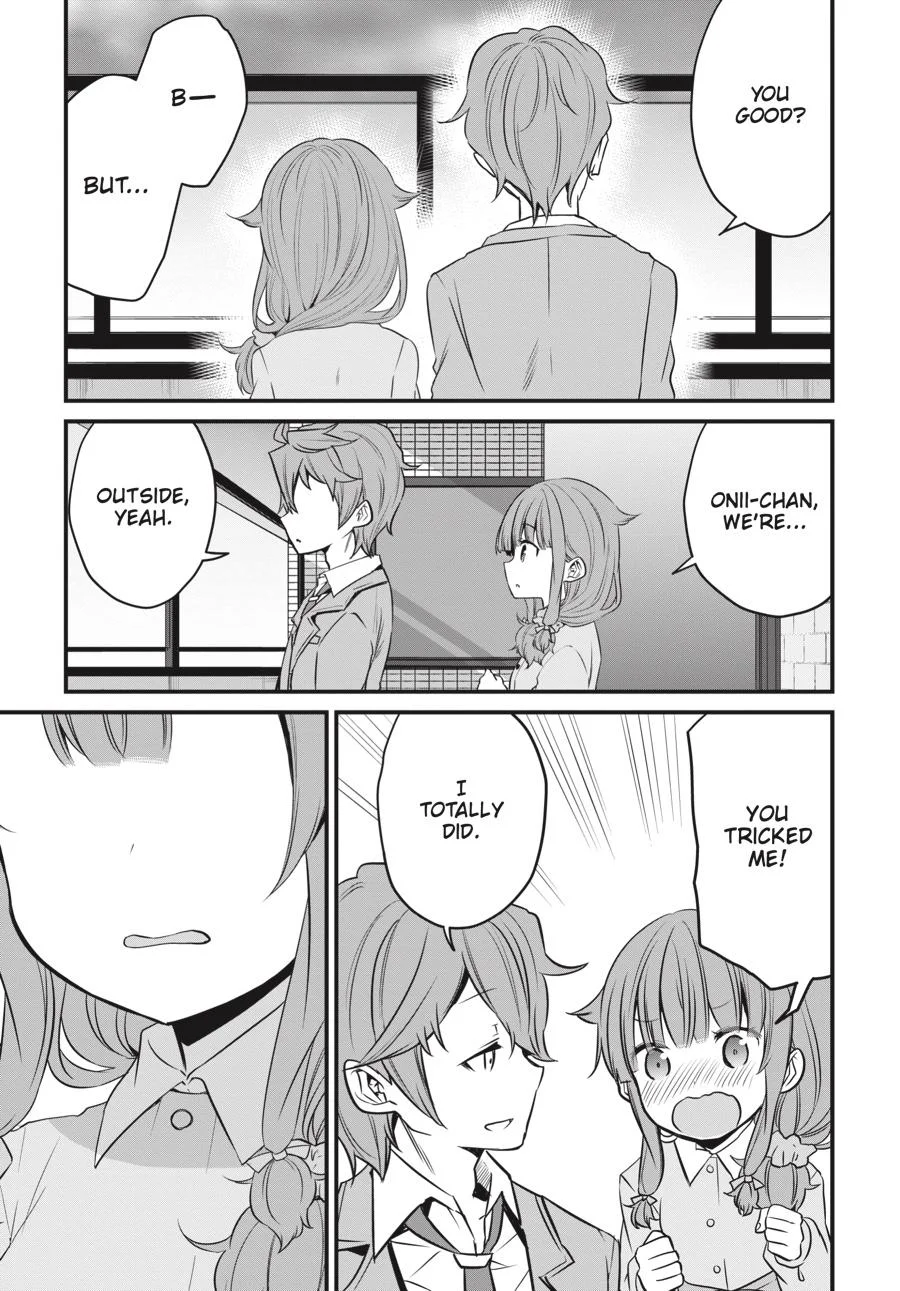 YOU
GOOD?
B—
BUT...
ONII-CHAN,
WE'RE...
OUTSIDE,
YEAH.
YOU
TRICKED
ME!
I
TOTALLY
DID.